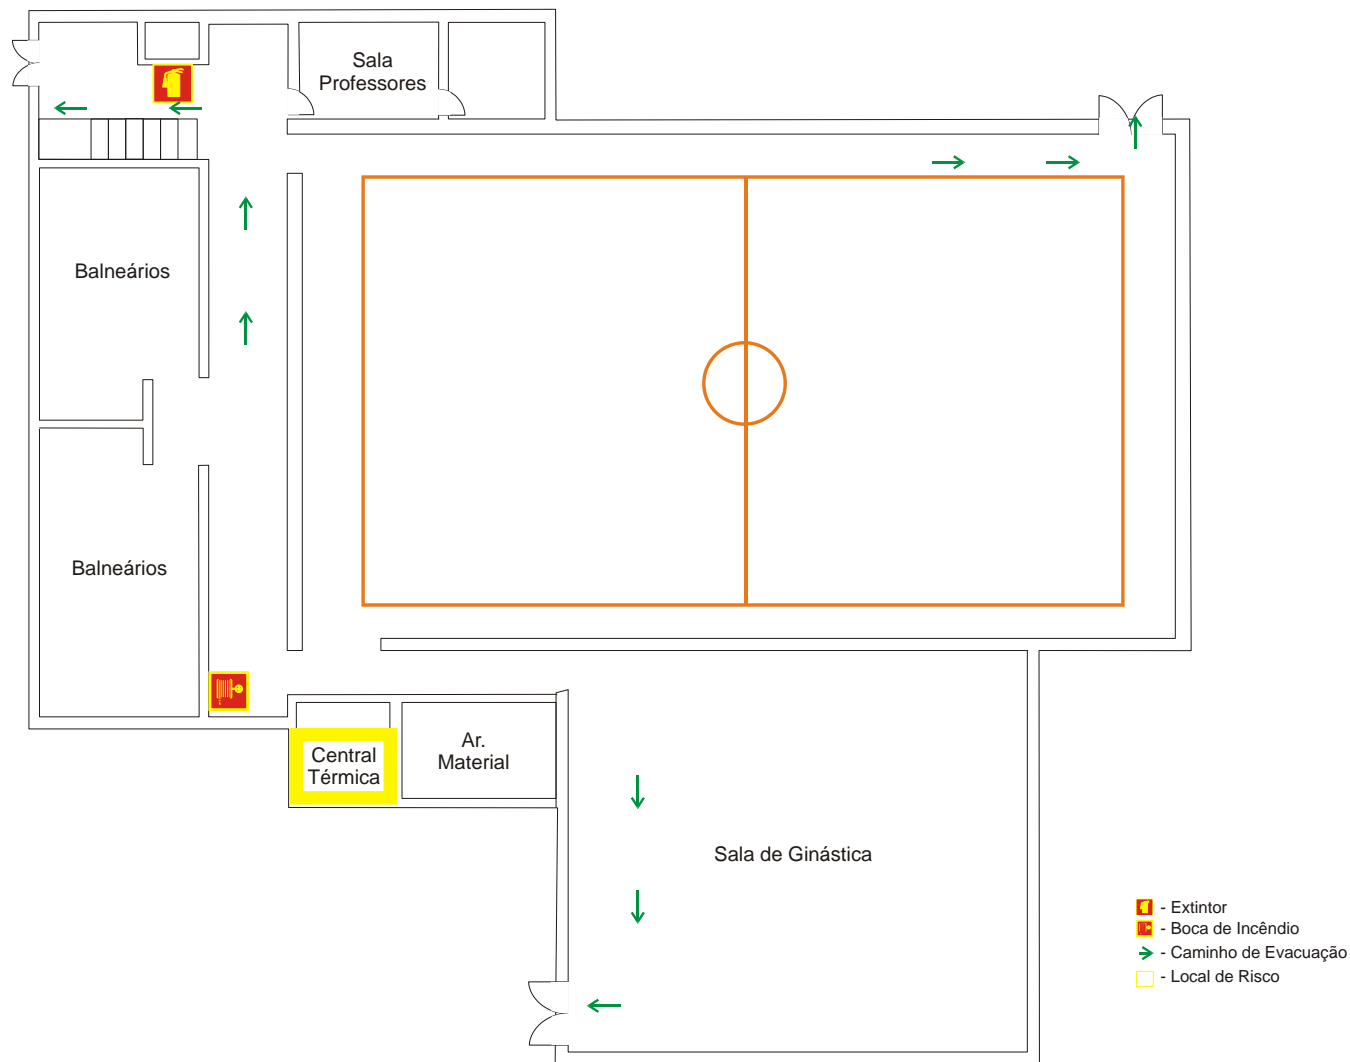 Sala
Professores
Balneários
Balneários
Central
Térmica
Ar.
Material
Sala de Ginástica
- Extintor
- Boca de Incêndio
- Caminho de Evacuação
- Local de Risco